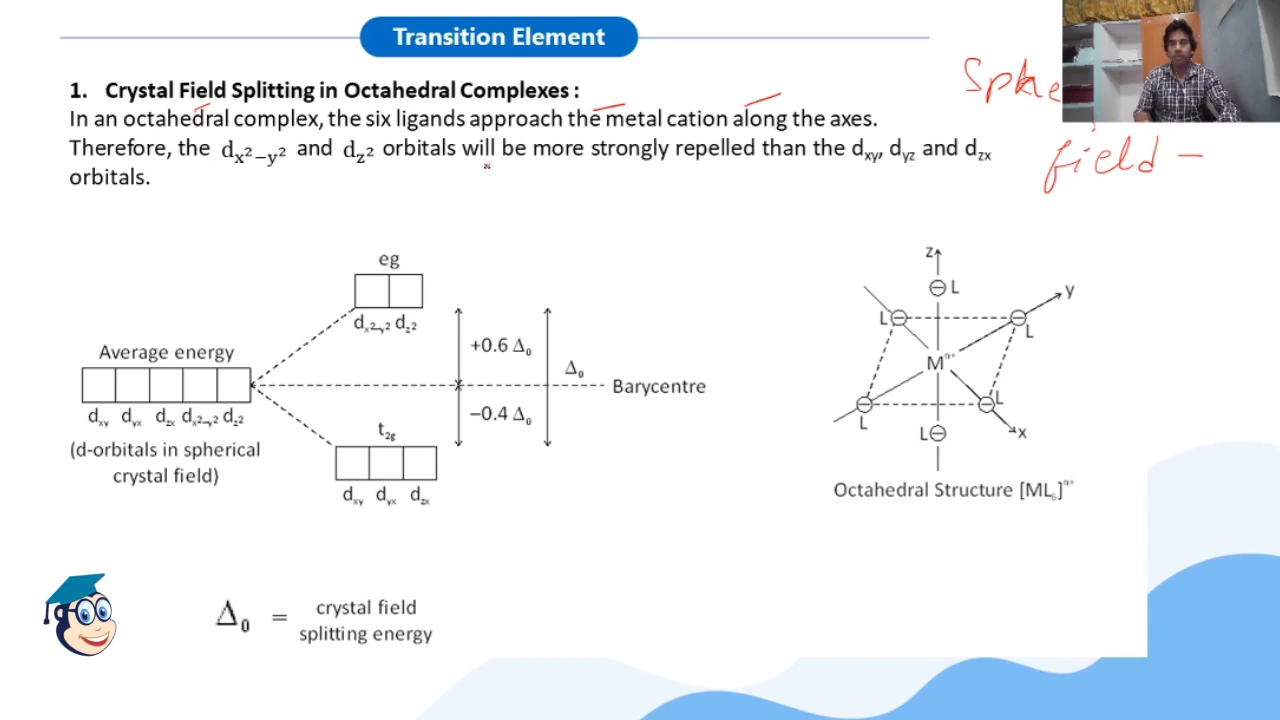 Transition Element
1. Crystal Field Splitting in Octahedral Complexes :
In an octahedral complex, the six ligands approach the metal cation along the axes.
Therefore, the dx²−y² and dz² orbitals will be more strongly repelled than the dxy, dyz and dzx
orbitals.
Sphe
field –
eg
dx²−y² dz²
Average energy
dxy dyx dzx dx²−y² dz²
(d-orbitals in spherical
crystal field)
+0.6 Δ₀
Δ₀
Barycentre
−0.4 Δ₀
t2g
dxy dyx dzx
Z
L
Y
L
L
Mⁿ⁺
L
L
L
X
Octahedral Structure [ML₆]ⁿ⁺
Δ₀ = crystal field
splitting energy